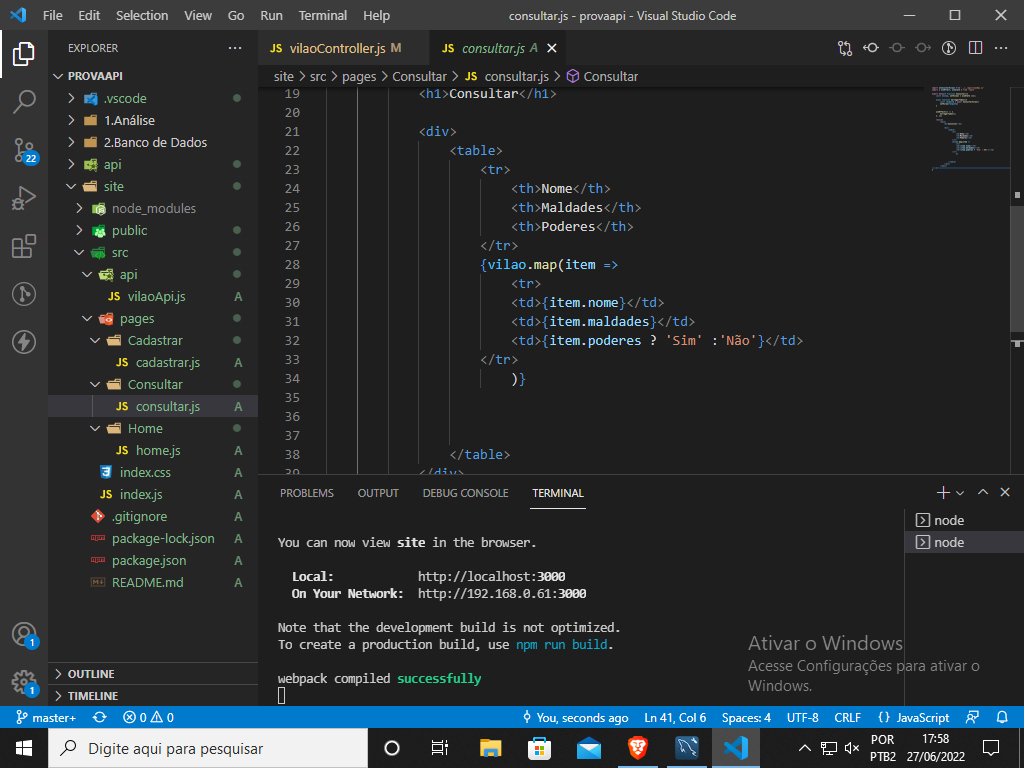 File Edit Selection View Go Run Terminal Help
consultar.js - provaapi - Visual Studio Code
EXPLORER
PROVAAPI
.vscode
1.Análise
2.Banco de Dados
api
site
node_modules
public
src
api
vilaoApi.js A
pages
Cadastrar
cadastrar.js A
Consultar
consultar.js A
Home
home.js A
index.css A
index.js A
.gitignore A
package-lock.json A
package.json A
README.md A
OUTLINE
TIMELINE
22
1
1
JS vilaoController.js M
JS consultar.js A
site > src > pages > Consultar > JS consultar.js > Consultar
19 <h1>Consultar</h1>
20
21 <div>
22 <table>
23 <tr>
24 <th>Nome</th>
25 <th>Maldades</th>
26 <th>Poderes</th>
27 </tr>
28 {vilao.map(item =>
29 <tr>
30 <td>{item.nome}</td>
31 <td>{item.maldades}</td>
32 <td>{item.poderes ? 'Sim' :'Não'}</td>
33 </tr>
34 )}
35
36
37
38 </table>
39 </div>
PROBLEMS OUTPUT DEBUG CONSOLE TERMINAL
node
node
You can now view site in the browser.
Local: http://localhost:3000
On Your Network: http://192.168.0.61:3000
Note that the development build is not optimized.
To create a production build, use npm run build.
webpack compiled successfully
Ativar o Windows
Acesse Configurações para ativar o
Windows.
master+ 0 0 You, seconds ago Ln 41, Col 6 Spaces: 4 UTF-8 CRLF {} JavaScript
Digite aqui para pesquisar
POR
PTB2
17:58
27/06/2022